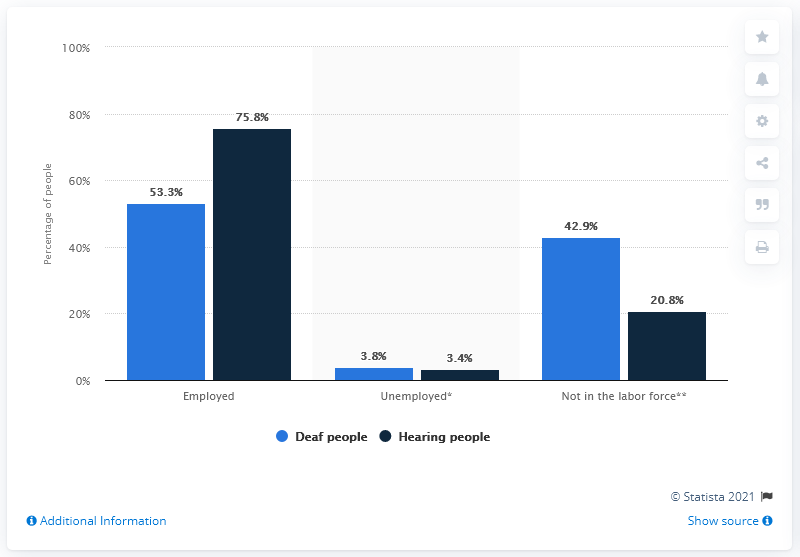 100%
80%
60%
40%
20%
0%
Percentage of people
53.3%
75.8%
3.8%
3.4%
42.9%
20.8%
Employed
Unemployed*
Not in the labor force**
Deaf people
Hearing people
© Statista 2021
Additional Information
Show source